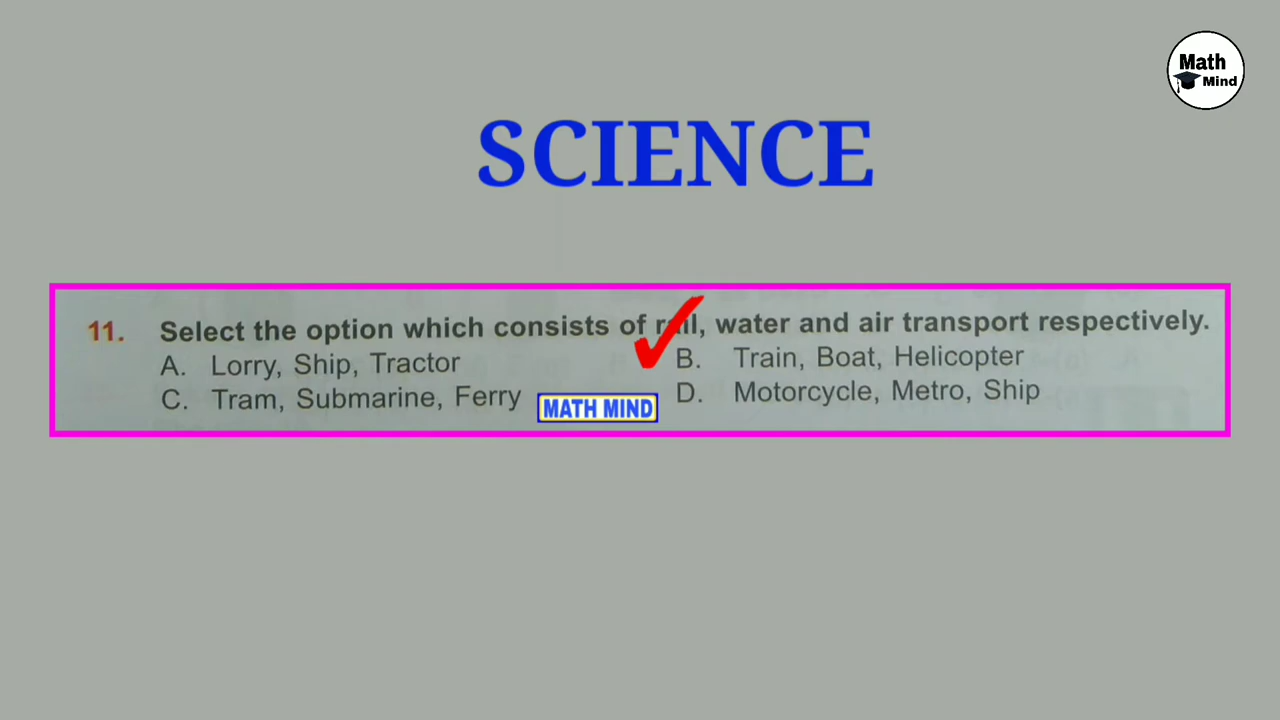 Math
Mind
SCIENCE
11. Select the option which consists of rail, water and air transport respectively.
A. Lorry, Ship, Tractor B. Train, Boat, Helicopter
C. Tram, Submarine, Ferry MATH MIND D. Motorcycle, Metro, Ship